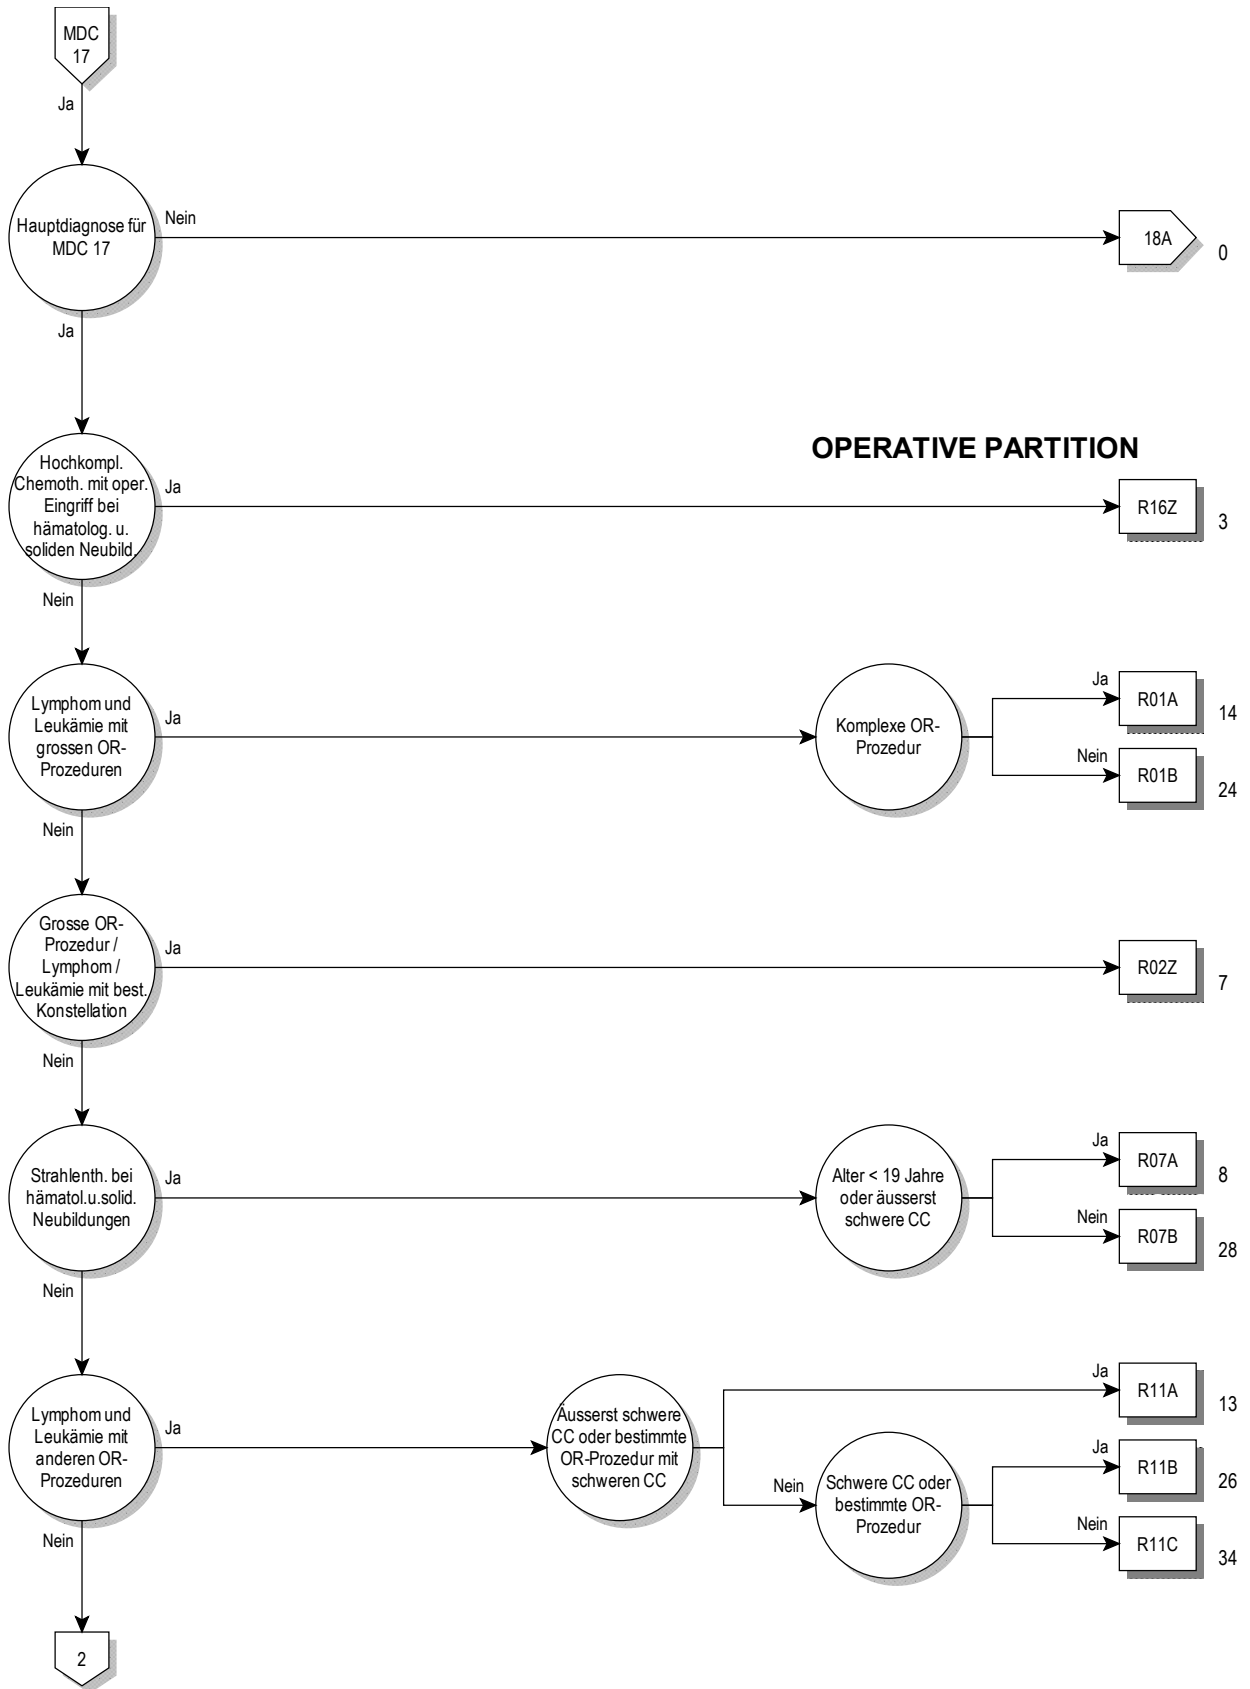 MDC
17
Ja
Hauptdiagnose für
MDC 17
Nein
18A
0
Ja
OPERATIVE PARTITION
Hochkompl.
Chemoth. mit oper.
Eingriff bei
hämatolog. u.
soliden Neubild.
Ja
R16Z
3
Nein
Lymphom und
Leukämie mit
grossen OR-
Prozeduren
Ja
Komplexe OR-
Prozedur
Ja
R01A
14
Nein
R01B
24
Nein
Grosse OR-
Prozedur /
Lymphom /
Leukämie mit best.
Konstellation
Ja
R02Z
7
Nein
Strahlenth. bei
hämatol.u.solid.
Neubildungen
Ja
Alter < 19 Jahre
oder äusserst
schwere CC
Ja
R07A
8
Nein
R07B
28
Nein
Lymphom und
Leukämie mit
anderen OR-
Prozeduren
Ja
Äusserst schwere
CC oder bestimmte
OR-Prozedur mit
schweren CC
Ja
R11A
13
Nein
Schwere CC oder
bestimmte OR-
Prozedur
Ja
R11B
26
Nein
R11C
34
Nein
2